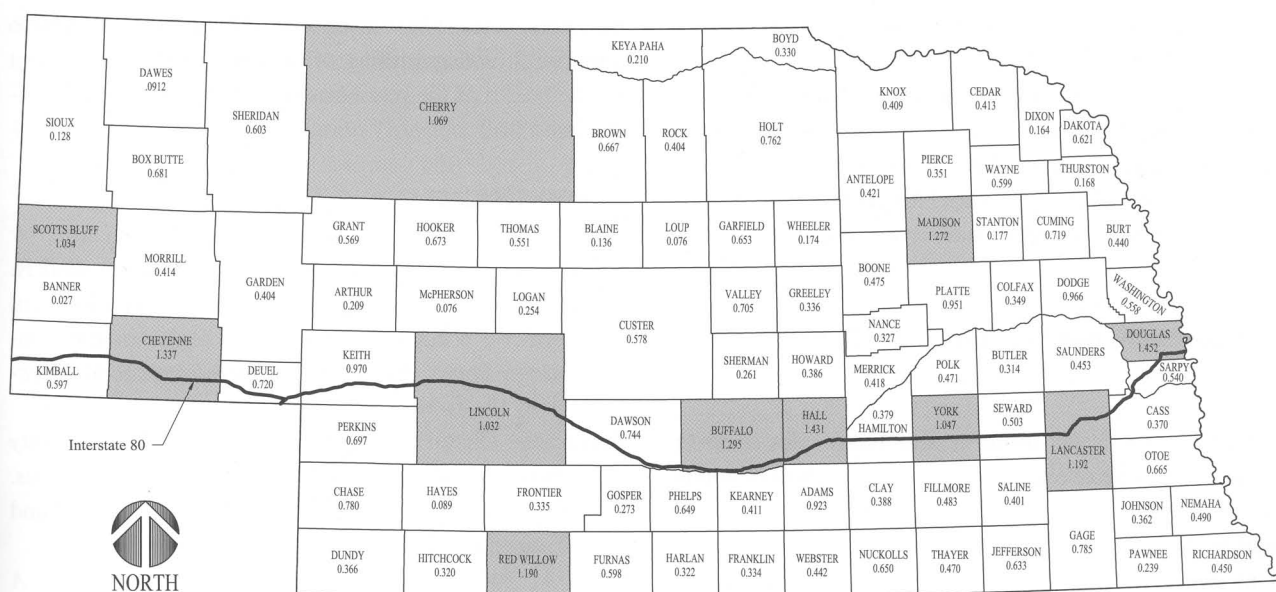 KEYA PAHA
0.210
BOYD
0.330
DAWES
.0912
SIOUX
0.128
SHERIDAN
0.603
CHERRY
1.069
BOX BUTTE
0.681
BROWN
0.667
ROCK
0.404
HOLT
0.762
KNOX
0.409
CEDAR
0.413
DIXON
0.164
DAKOTA
0.621
ANTELOPE
0.421
PIERCE
0.351
WAYNE
0.599
THURSTON
0.168
SCOTTS BLUFF
1.034
MORRILL
0.414
GARDEN
0.404
GRANT
0.569
HOOKER
0.673
THOMAS
0.551
BLAINE
0.136
LOUP
0.076
GARFIELD
0.653
WHEELER
0.174
MADISON
1.272
STANTON
0.177
CUMING
0.719
BURT
0.440
BANNER
0.027
ARTHUR
0.209
McPHERSON
0.076
LOGAN
0.254
CUSTER
0.578
VALLEY
0.705
GREELEY
0.336
BOONE
0.475
PLATTE
0.951
COLFAX
0.349
DODGE
0.966
WASHINGTON
0.558
NANCE
0.327
KIMBALL
0.597
CHEYENNE
1.337
DEUEL
0.720
KEITH
0.970
SHERMAN
0.261
HOWARD
0.386
MERRICK
0.418
POLK
0.471
BUTLER
0.314
SAUNDERS
0.453
DOUGLAS
1.452
SARPY
0.540
Interstate 80
PERKINS
0.697
LINCOLN
1.032
DAWSON
0.744
BUFFALO
1.295
HALL
1.431
0.379
HAMILTON
YORK
1.047
SEWARD
0.503
LANCASTER
1.192
CASS
0.370
OTOE
0.665
CHASE
0.780
HAYES
0.089
FRONTIER
0.335
GOSPER
0.273
PHELPS
0.649
KEARNEY
0.411
ADAMS
0.923
CLAY
0.388
FILLMORE
0.483
SALINE
0.401
GAGE
0.785
JOHNSON
0.362
NEMAHA
0.490
DUNDY
0.366
HITCHCOCK
0.320
RED WILLOW
1.190
FURNAS
0.598
HARLAN
0.322
FRANKLIN
0.334
WEBSTER
0.442
NUCKOLLS
0.650
THAYER
0.470
JEFFERSON
0.633
PAWNEE
0.239
RICHARDSON
0.450
NORTH